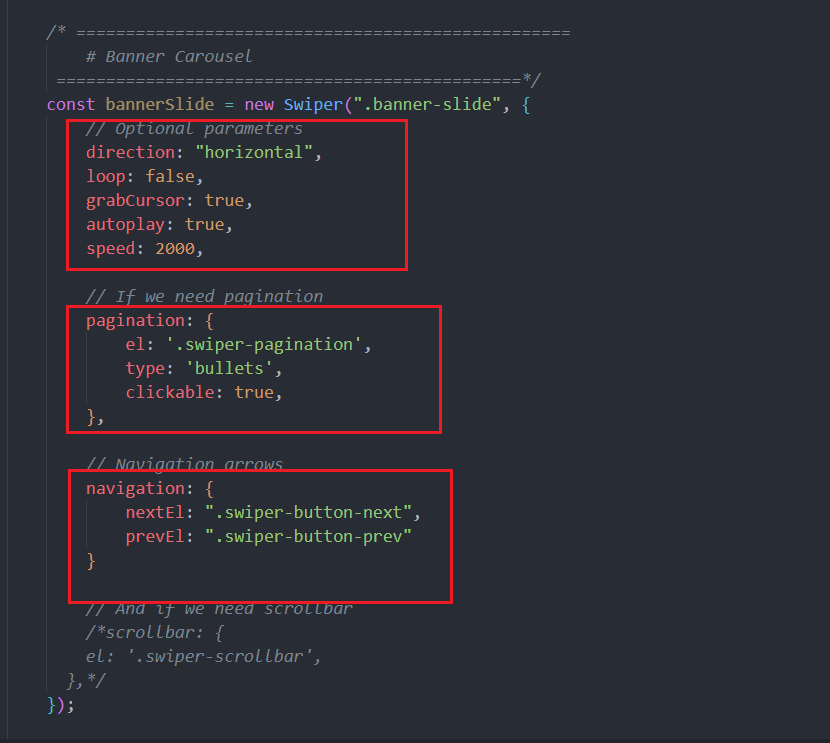 /* ==================================================
# Banner Carousel
===============================================*/
const bannerSlide = new Swiper(".banner-slide", {
// Optional parameters
direction: "horizontal",
loop: false,
grabCursor: true,
autoplay: true,
speed: 2000,
// If we need pagination
pagination: {
el: '.swiper-pagination',
type: 'bullets',
clickable: true,
},
// Navigation arrows
navigation: {
nextEl: ".swiper-button-next",
prevEl: ".swiper-button-prev"
}
// And if we need scrollbar
/*scrollbar: {
el: '.swiper-scrollbar',
},*/
});